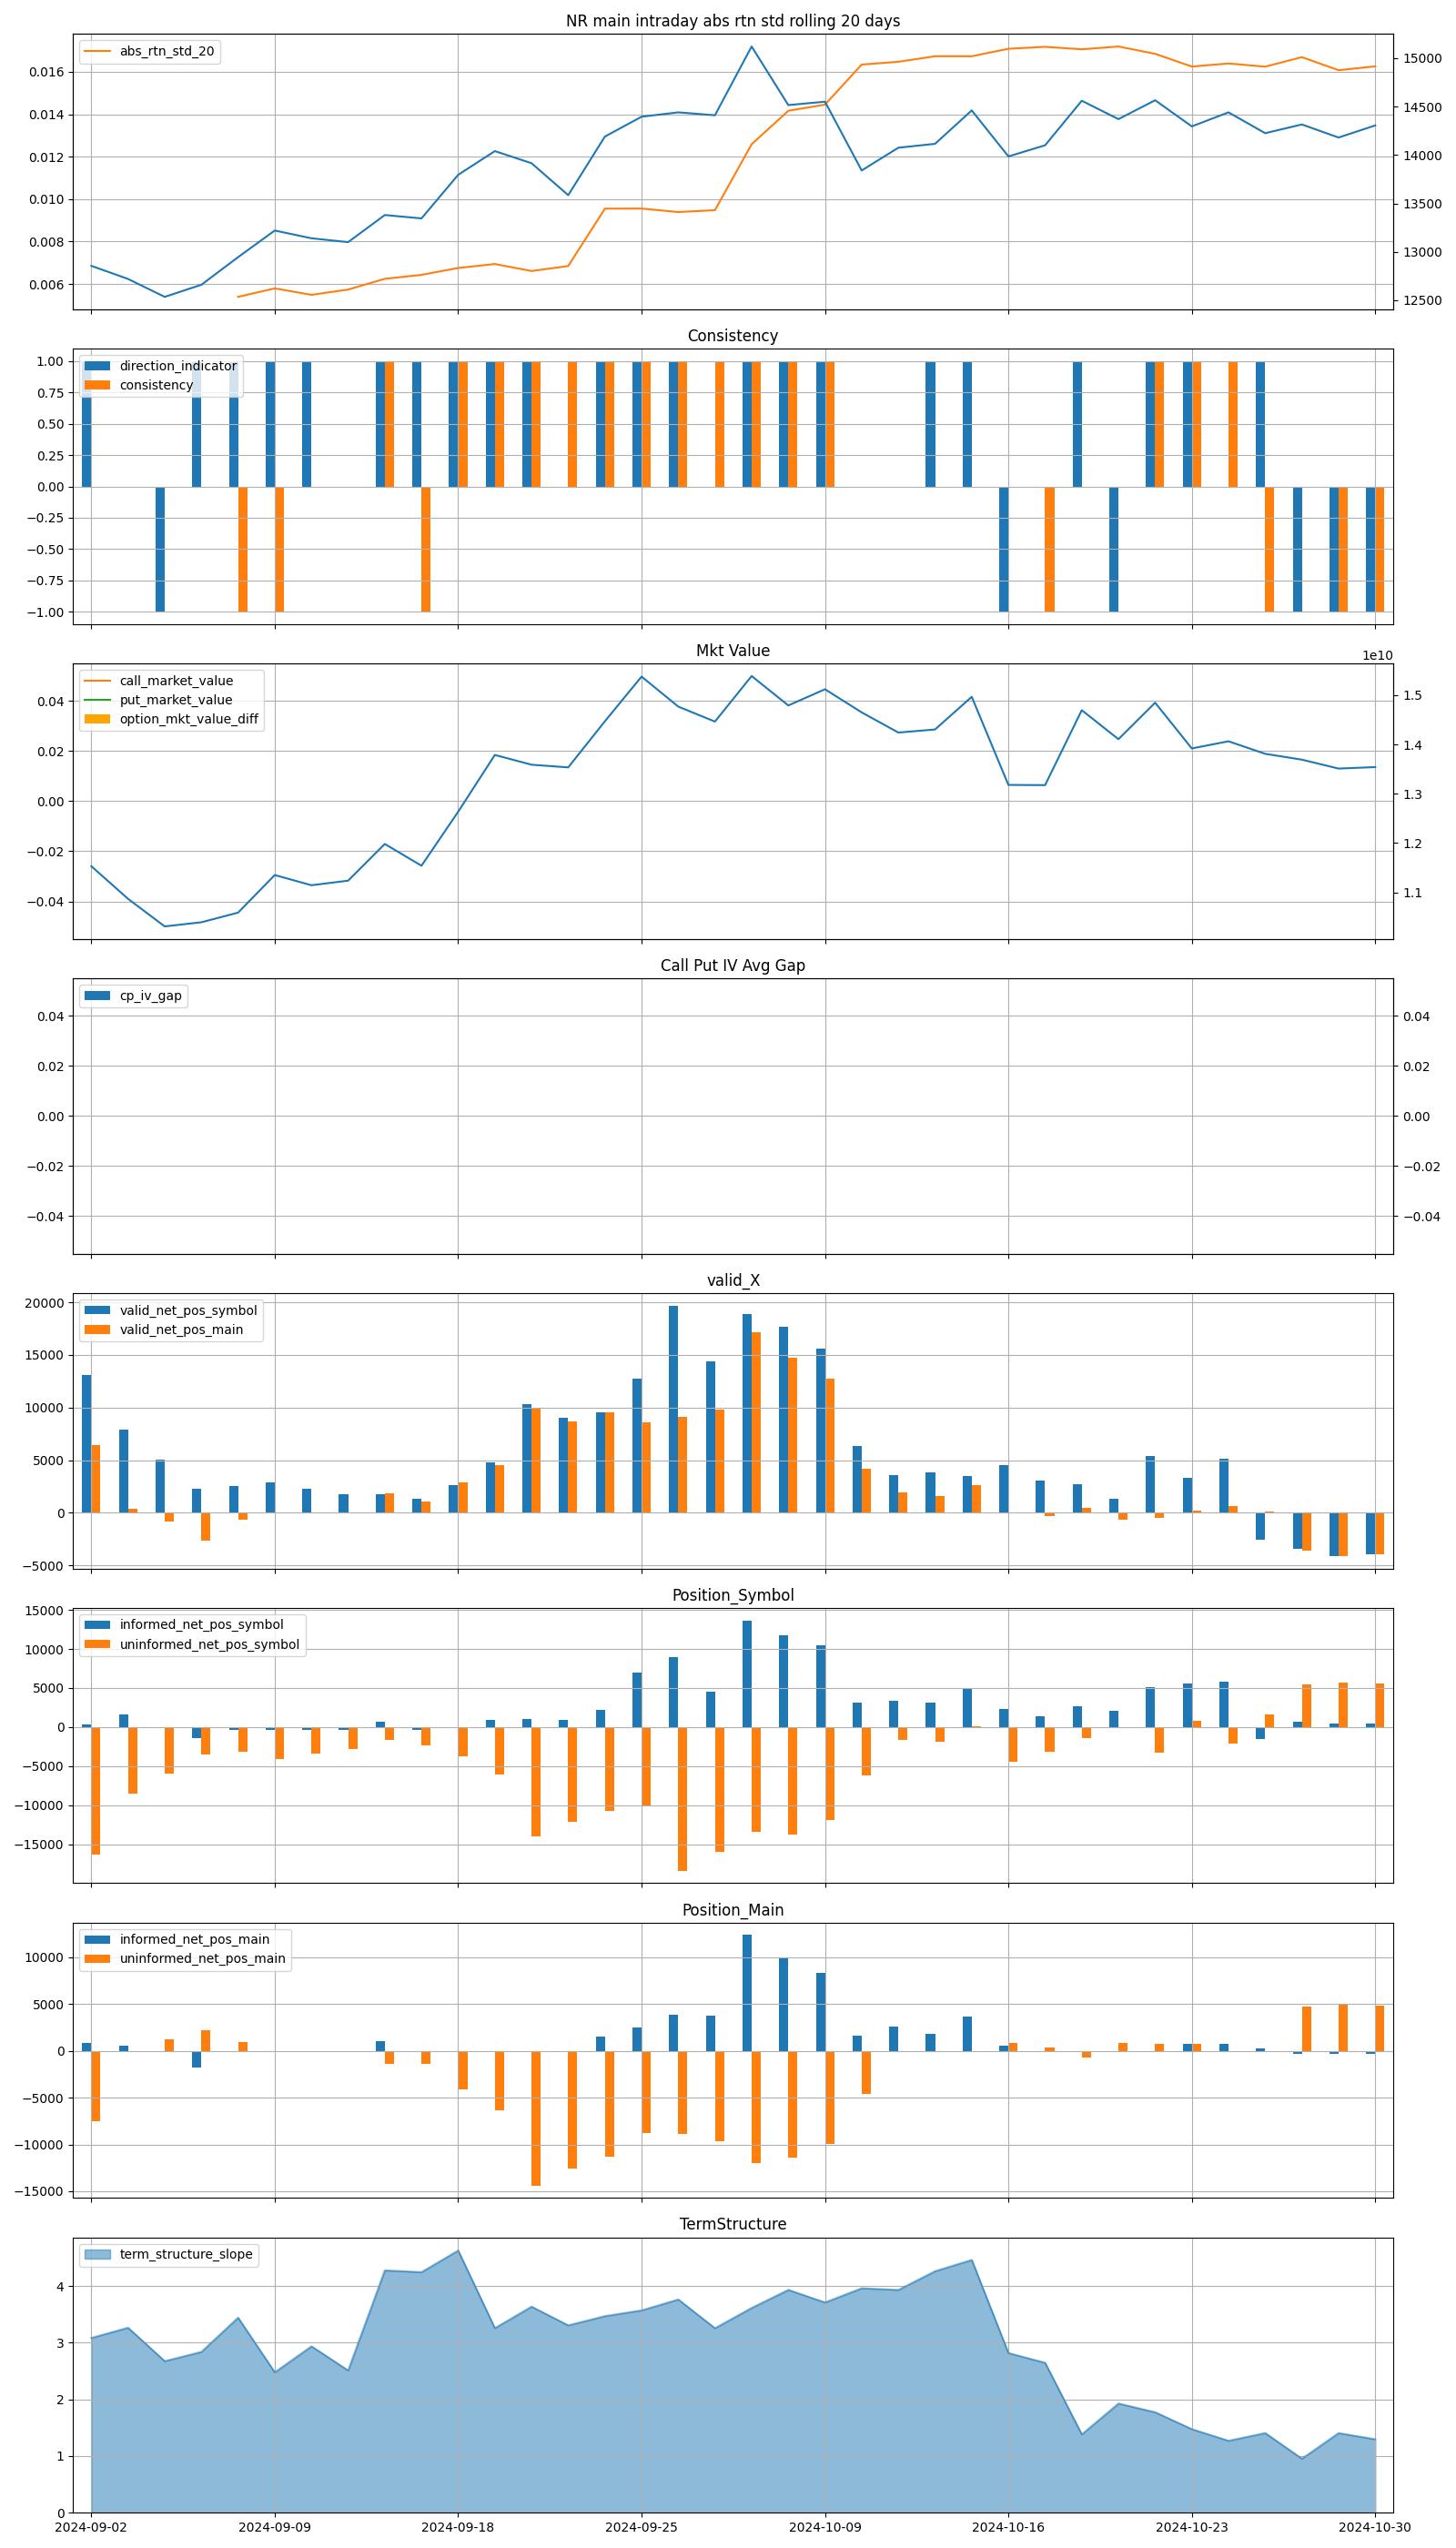 NR main intraday abs rtn std rolling 20 days
abs_rtn_std_20
0.016
0.014
0.012
0.010
0.008
0.006
15000
14500
14000
13500
13000
12500
Consistency
direction_indicator
consistency
1.00
0.75
0.50
0.25
0.00
−0.25
−0.50
−0.75
−1.00
Mkt Value
1e10
call_market_value
put_market_value
option_mkt_value_diff
0.04
0.02
0.00
−0.02
−0.04
1.5
1.4
1.3
1.2
1.1
Call Put IV Avg Gap
cp_iv_gap
0.04
0.02
0.00
−0.02
−0.04
0.04
0.02
0.00
−0.02
−0.04
valid_X
valid_net_pos_symbol
valid_net_pos_main
20000
15000
10000
5000
0
−5000
Position_Symbol
informed_net_pos_symbol
uninformed_net_pos_symbol
15000
10000
5000
0
−5000
−10000
−15000
Position_Main
informed_net_pos_main
uninformed_net_pos_main
10000
5000
0
−5000
−10000
−15000
TermStructure
term_structure_slope
4
3
2
1
0
2024-09-02 2024-09-09 2024-09-18 2024-09-25 2024-10-09 2024-10-16 2024-10-23 2024-10-30